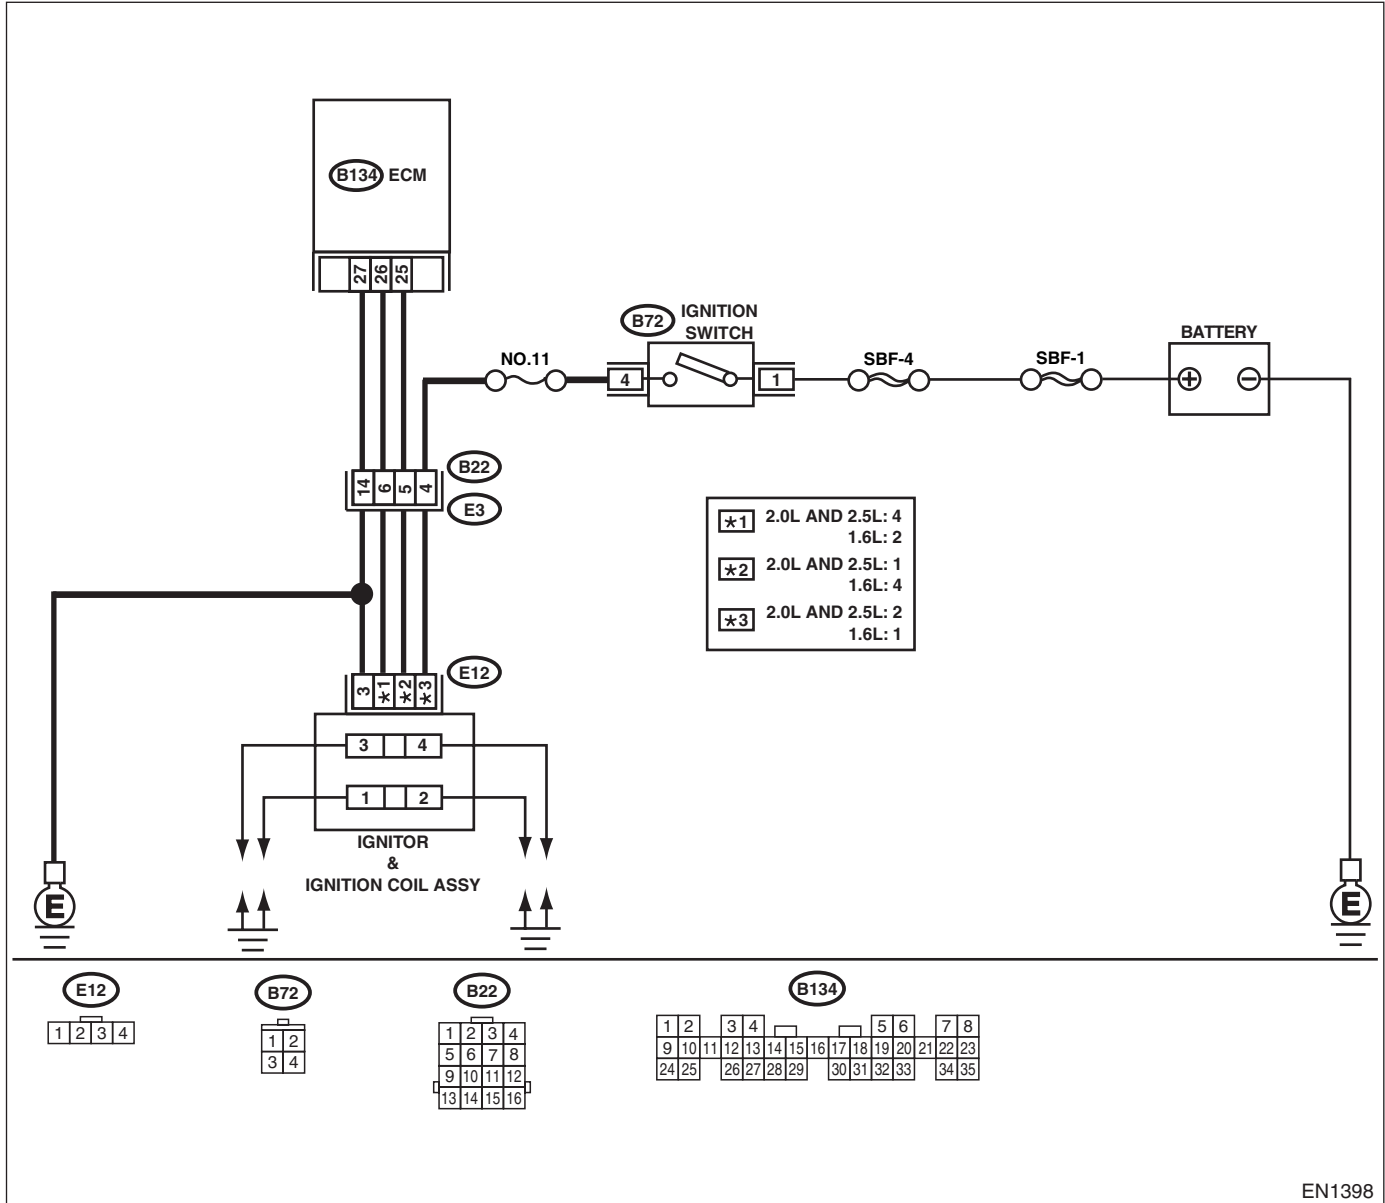 B134 ECM
27 26 25
B72
IGNITION
SWITCH
BATTERY
NO.11
4
1
SBF-4
SBF-1
+ −
B22
14 6 5 4
E3
*1 2.0L AND 2.5L: 4
1.6L: 2
*2 2.0L AND 2.5L: 1
1.6L: 4
*3 2.0L AND 2.5L: 2
1.6L: 1
E12
3 *1 *2 *3
3 4
1 2
IGNITOR
&
IGNITION COIL ASSY
E
E
E12
1 2 3 4
B72
1 2
3 4
B22
1 2 3 4
5 6 7 8
9 10 11 12
13 14 15 16
B134
1 2 3 4 5 6 7 8
9 10 11 12 13 14 15 16 17 18 19 20 21 22 23
24 25 26 27 28 29 30 31 32 33 34 35
EN1398